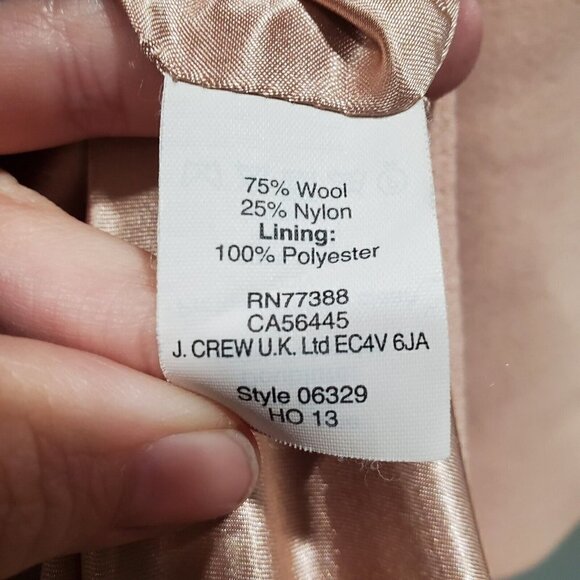 75% Wool
25% Nylon
Lining:
100% Polyester
RN77388
CA56445
J. CREW U.K. Ltd EC4V 6JA
Style 06329
HO 13